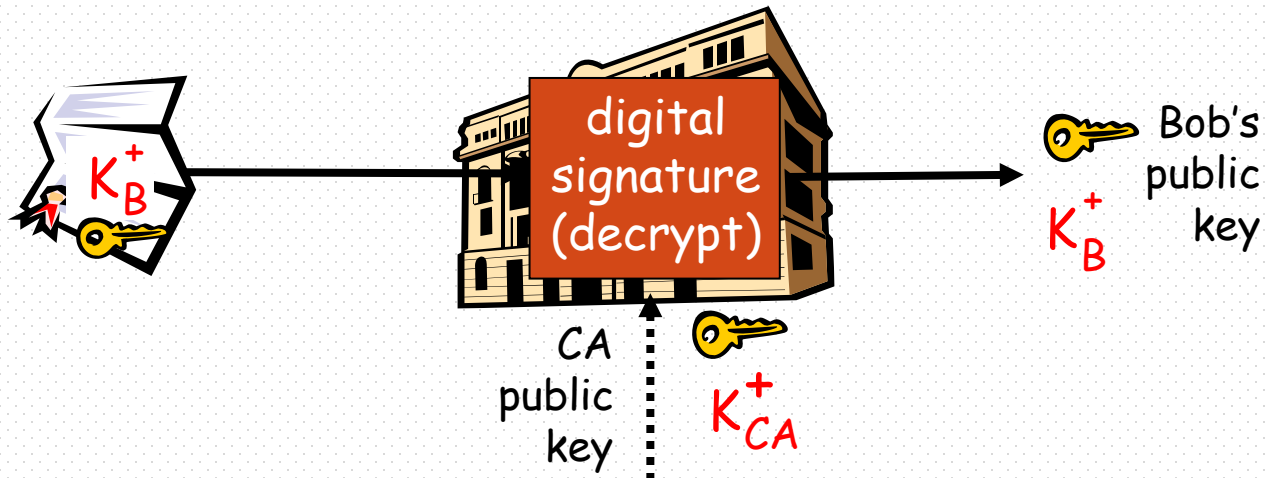 K+B
digital
signature
(decrypt)
Bob's
public
key
K+B
CA
public
key
K+CA